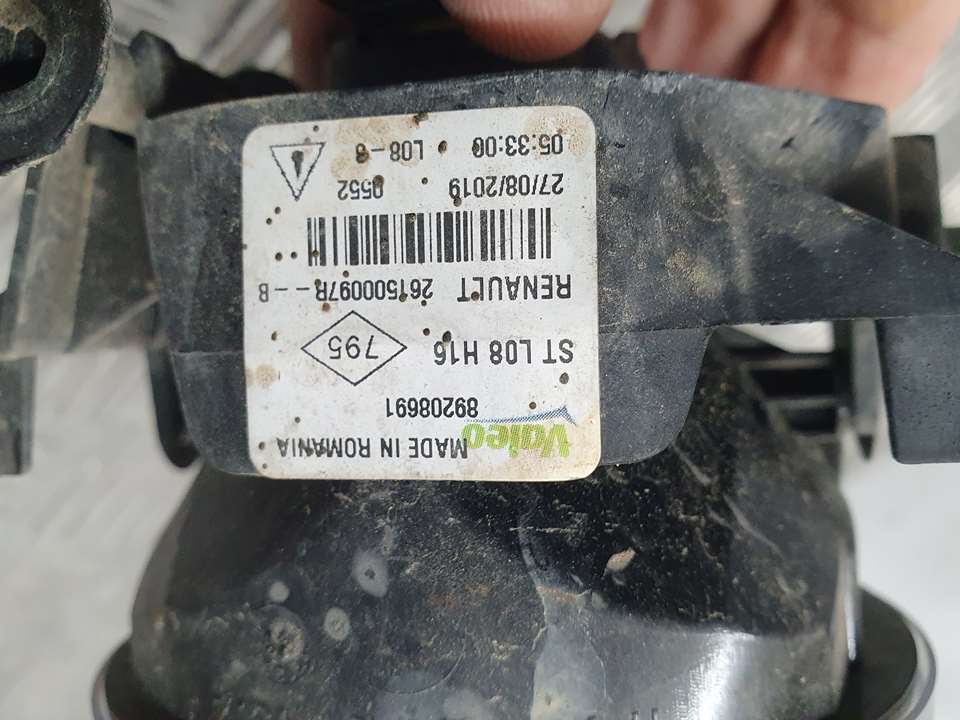 Valeo MADE IN ROMANIA
89208691
ST L08 H16 795
RENAULT 261500097R--B
27/08/2019 0552
05:33:00 L08-8